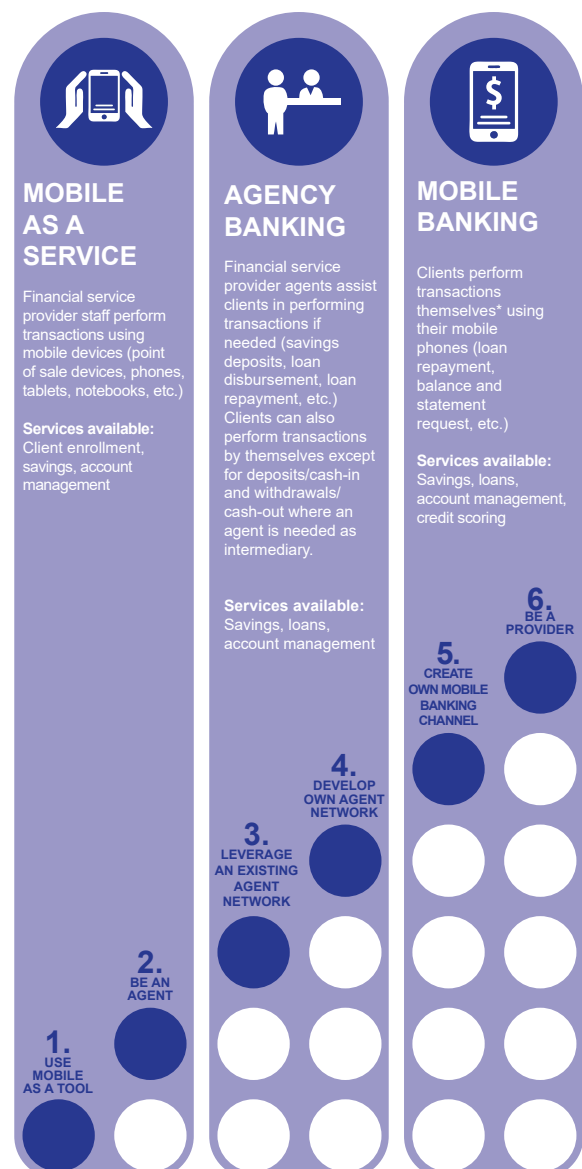 MOBILE
AS A
SERVICE
Financial service
provider staff perform
transactions using
mobile devices (point
of sale devices, phones,
tablets, notebooks, etc.)
Services available:
Client enrollment,
savings, account
management
1.
USE
MOBILE
AS A TOOL
2.
BE AN
AGENT
AGENCY
BANKING
Financial service
provider agents assist
clients in performing
transactions if
needed (savings
deposits, loan
disbursement, loan
repayment, etc.)
Clients can also
perform transactions
by themselves except
for deposits/cash-in
and withdrawals/
cash-out where an
agent is needed as
intermediary.
Services available:
Savings, loans,
account management
3.
LEVERAGE
AN EXISTING
AGENT
NETWORK
4.
DEVELOP
OWN AGENT
NETWORK
$
MOBILE
BANKING
Clients perform
transactions
themselves* using
their mobile
phones (loan
repayment,
balance and
statement
request, etc.)
Services available:
Savings, loans,
account management,
credit scoring
5.
CREATE
OWN MOBILE
BANKING
CHANNEL
6.
BE A
PROVIDER